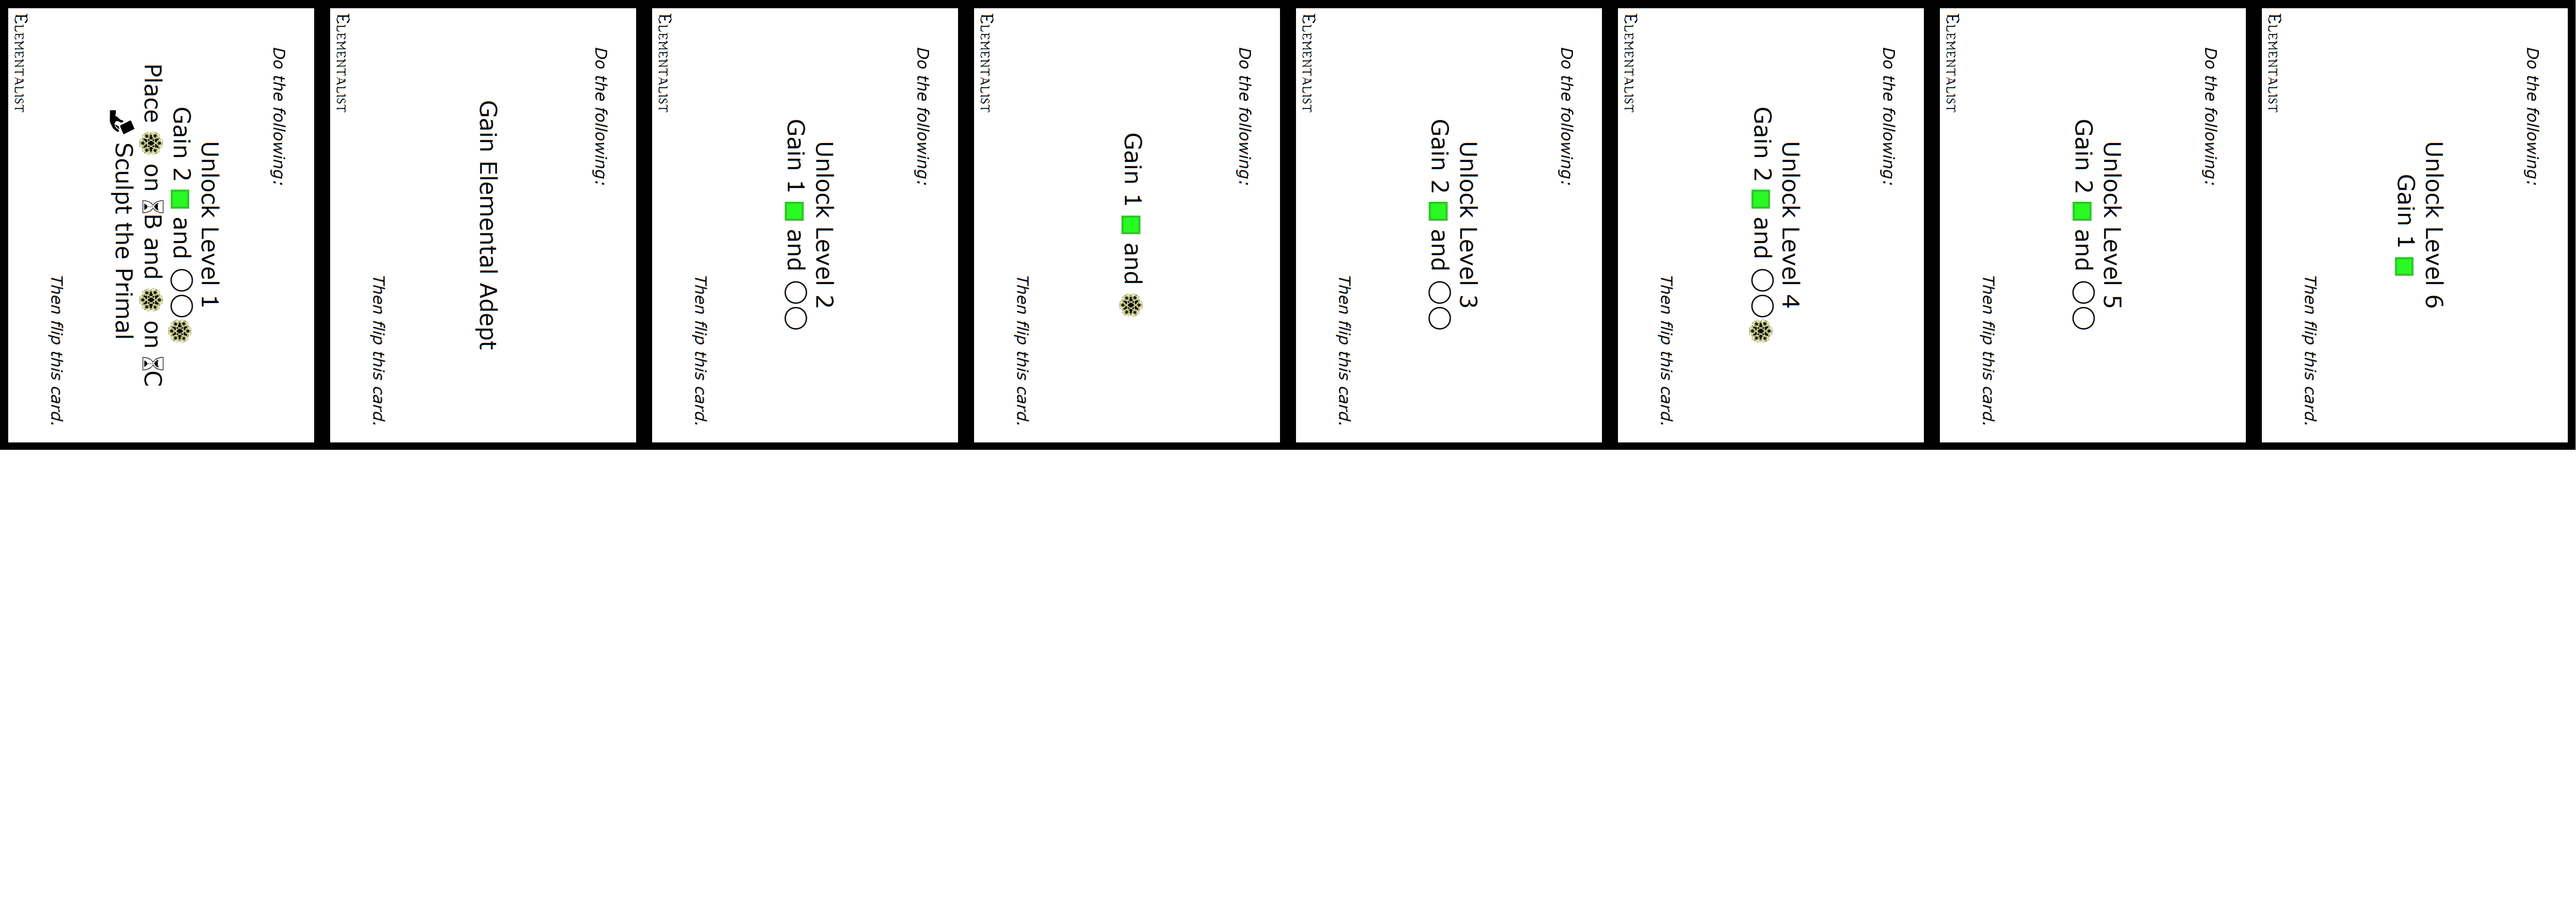 Do the following:
Unlock Level 1
Gain 2 and
Place on B and on C
Sculpt the Primal
Then flip this card.
Elementalist
Do the following:
Gain Elemental Adept
Then flip this card.
Elementalist
Do the following:
Unlock Level 2
Gain 1 and
Then flip this card.
Elementalist
Do the following:
Gain 1 and
Then flip this card.
Elementalist
Do the following:
Unlock Level 3
Gain 2 and
Then flip this card.
Elementalist
Do the following:
Unlock Level 4
Gain 2 and
Then flip this card.
Elementalist
Do the following:
Unlock Level 5
Gain 2 and
Then flip this card.
Elementalist
Do the following:
Unlock Level 6
Gain 1
Then flip this card.
Elementalist